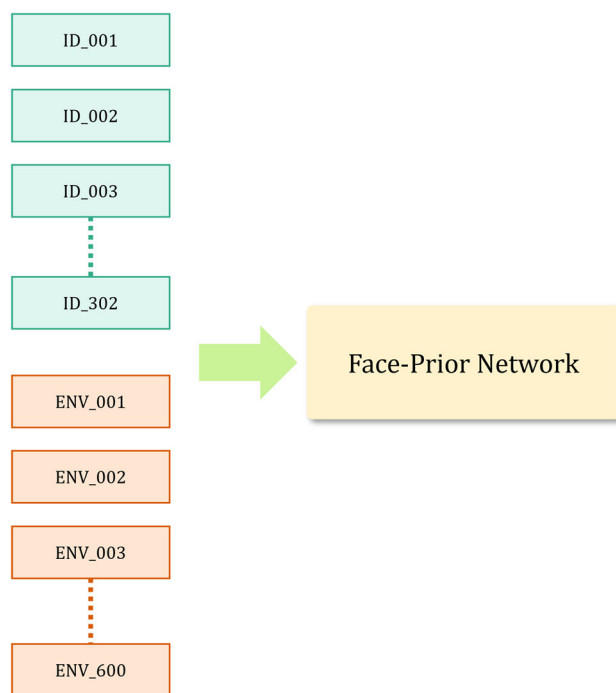 ID_001
ID_002
ID_003
ID_302
ENV_001
ENV_002
ENV_003
ENV_600
Face-Prior Network